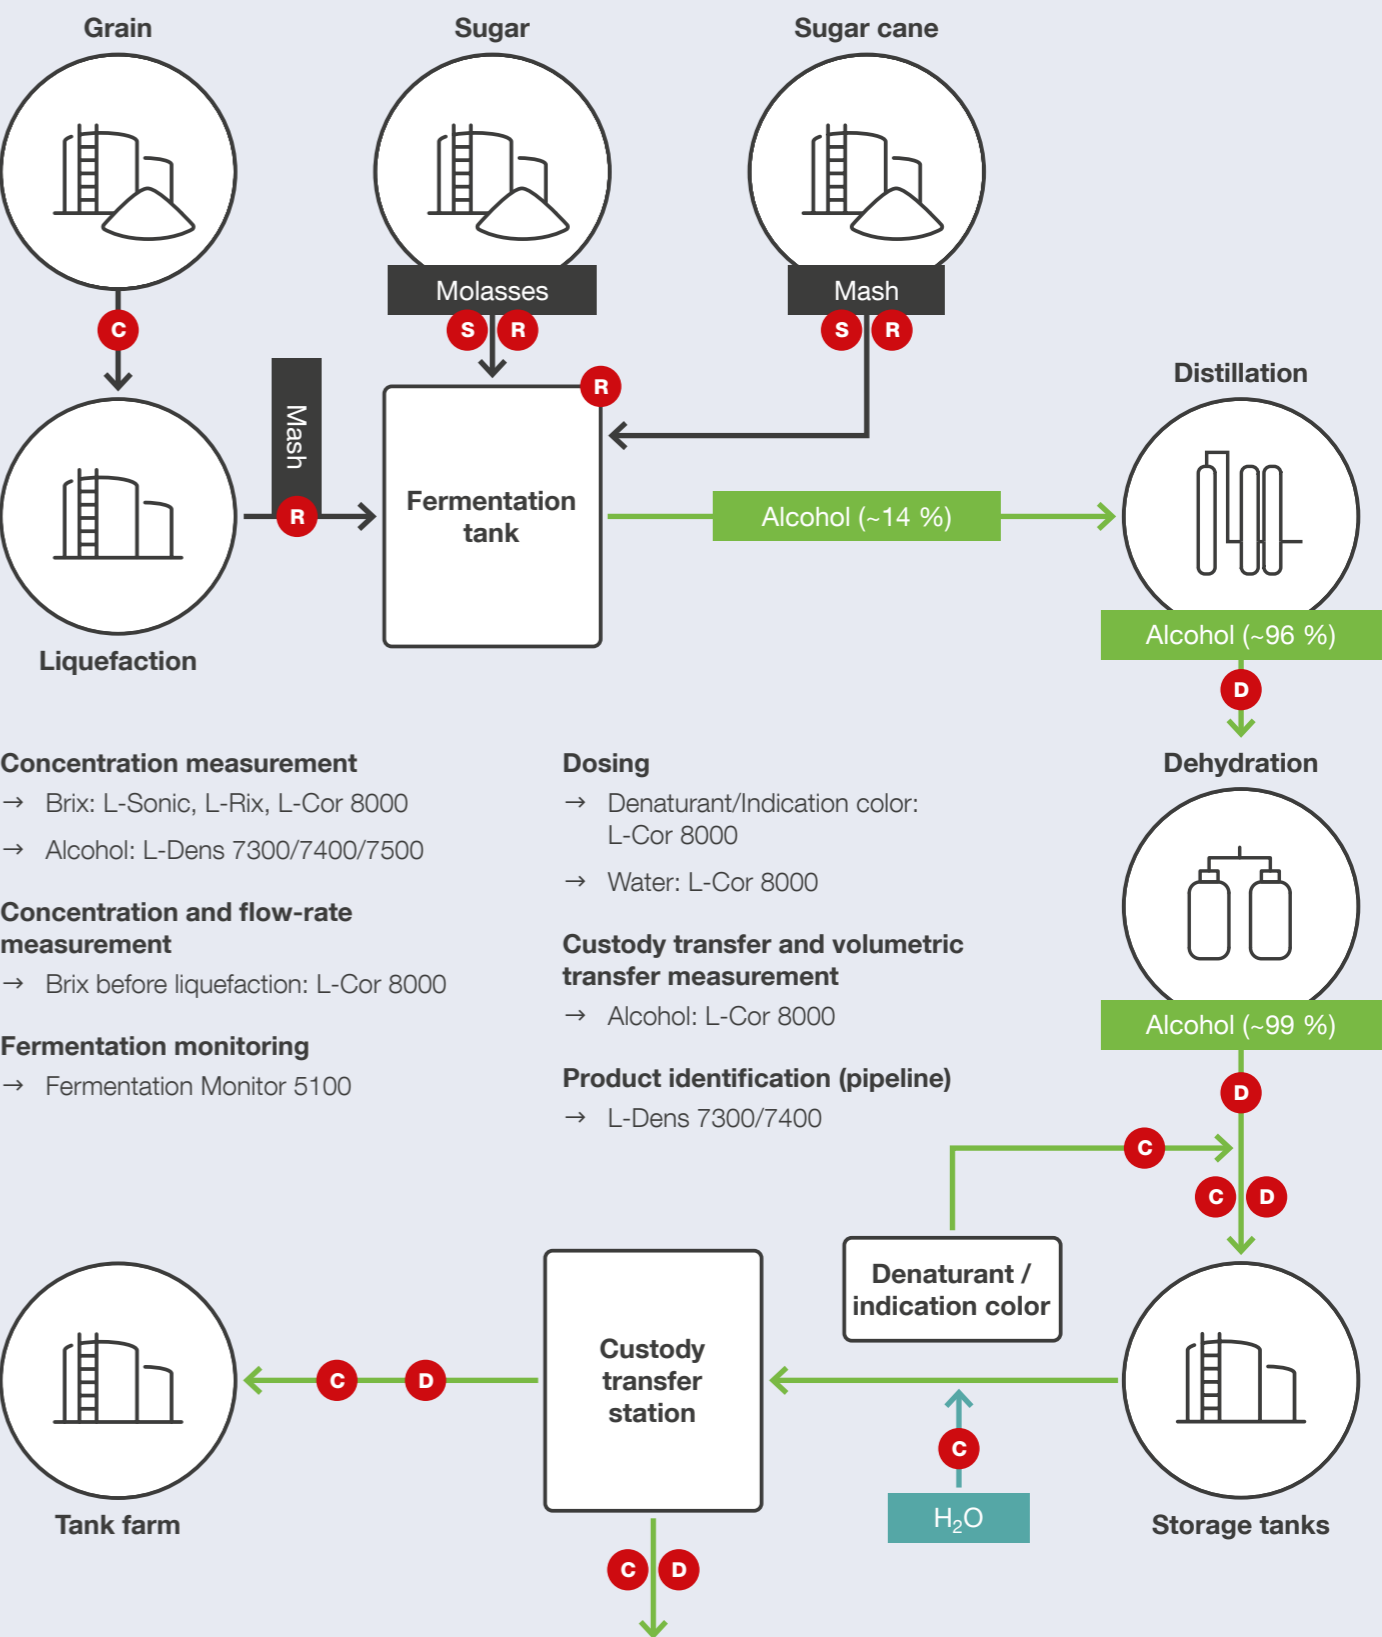 Grain
Sugar
Sugar cane
Molasses
Mash
C
S
R
S
R
Mash
R
R
Fermentation
tank
Alcohol (~14 %)
Distillation
Alcohol (~96 %)
D
Liquefaction
Concentration measurement
→ Brix: L-Sonic, L-Rix, L-Cor 8000
→ Alcohol: L-Dens 7300/7400/7500
Concentration and flow-rate
measurement
→ Brix before liquefaction: L-Cor 8000
Fermentation monitoring
→ Fermentation Monitor 5100
Dosing
→ Denaturant/Indication color:
L-Cor 8000
→ Water: L-Cor 8000
Custody transfer and volumetric
transfer measurement
→ Alcohol: L-Cor 8000
Product identification (pipeline)
→ L-Dens 7300/7400
Dehydration
Alcohol (~99 %)
D
C
C
D
Denaturant /
indication color
Custody
transfer
station
C
D
C
H₂O
Tank farm
Storage tanks
C
D